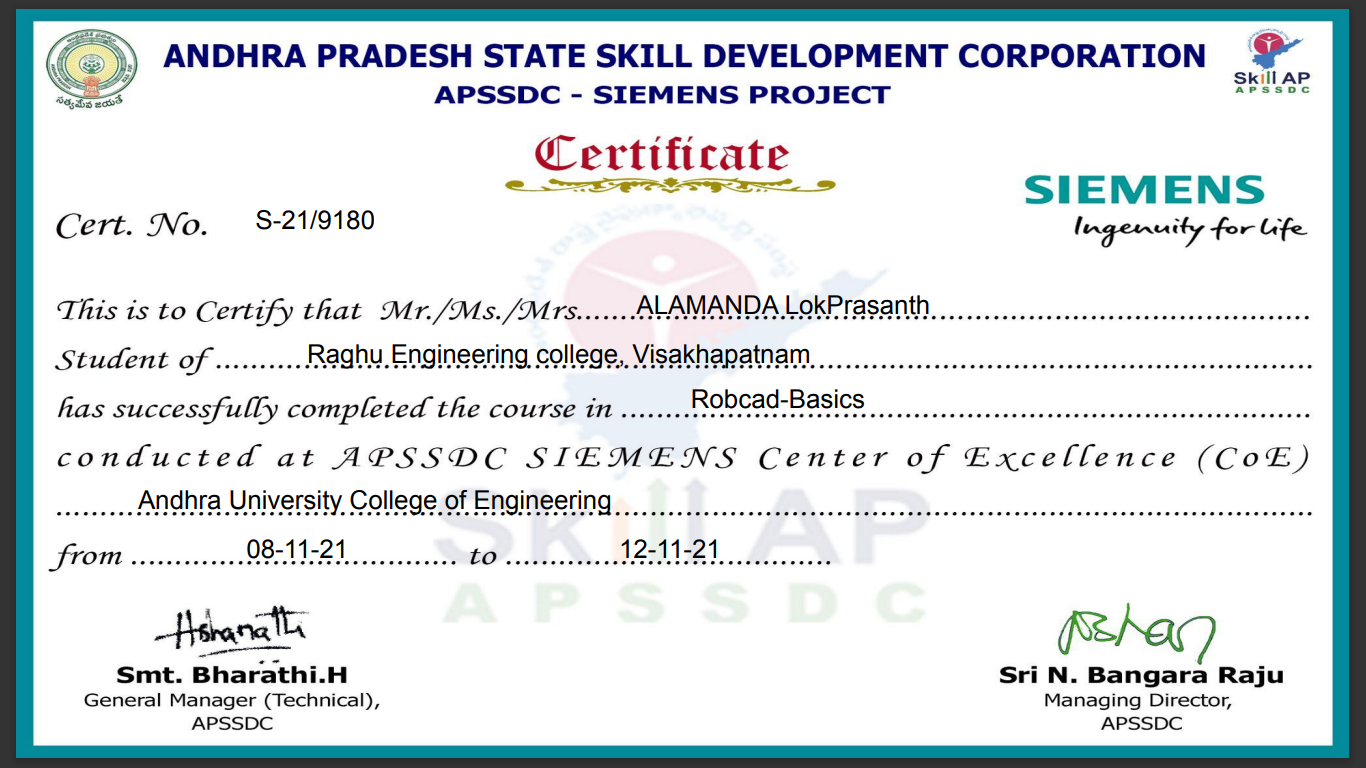 ANDHRA PRADESH STATE SKILL DEVELOPMENT CORPORATION
APSSDC - SIEMENS PROJECT
సత్యమేవ జయతే
Skill AP
APSSDC
Certificate
SIEMENS
Ingenuity for life
Cert. No. S-21/9180
This is to Certify that Mr./Ms./Mrs......ALAMANDA LokPrasanth......
Student of ......Raghu Engineering college, Visakhapatnam......
has successfully completed the course in ......Robcad-Basics......
conducted at APSSDC SIEMENS Center of Excellence (CoE)
......Andhra University College of Engineering......
from ......08-11-21...... to ......12-11-21......
Skill AP
APSSDC
Smt. Bharathi.H
General Manager (Technical),
APSSDC
Sri N. Bangara Raju
Managing Director,
APSSDC